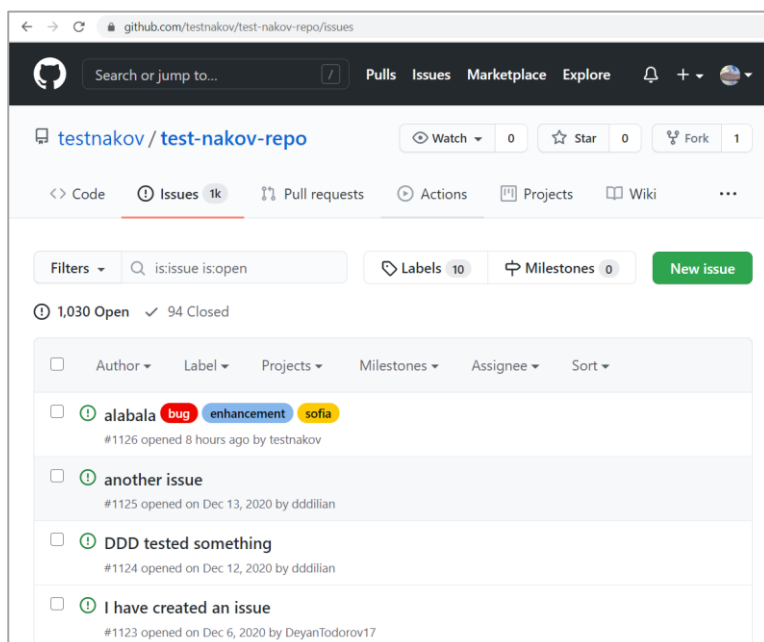 github.com/testnakov/test-nakov-repo/issues
Search or jump to... / Pulls Issues Marketplace Explore
testnakov / test-nakov-repo Watch 0 Star 0 Fork 1
Code Issues 1k Pull requests Actions Projects Wiki ...
Filters is:issue is:open Labels 10 Milestones 0 New issue
1,030 Open 94 Closed
Author Label Projects Milestones Assignee Sort
alabala bug enhancement sofia
#1126 opened 8 hours ago by testnakov
another issue
#1125 opened on Dec 13, 2020 by dddilian
DDD tested something
#1124 opened on Dec 12, 2020 by dddilian
I have created an issue
#1123 opened on Dec 6, 2020 by DeyanTodorov17